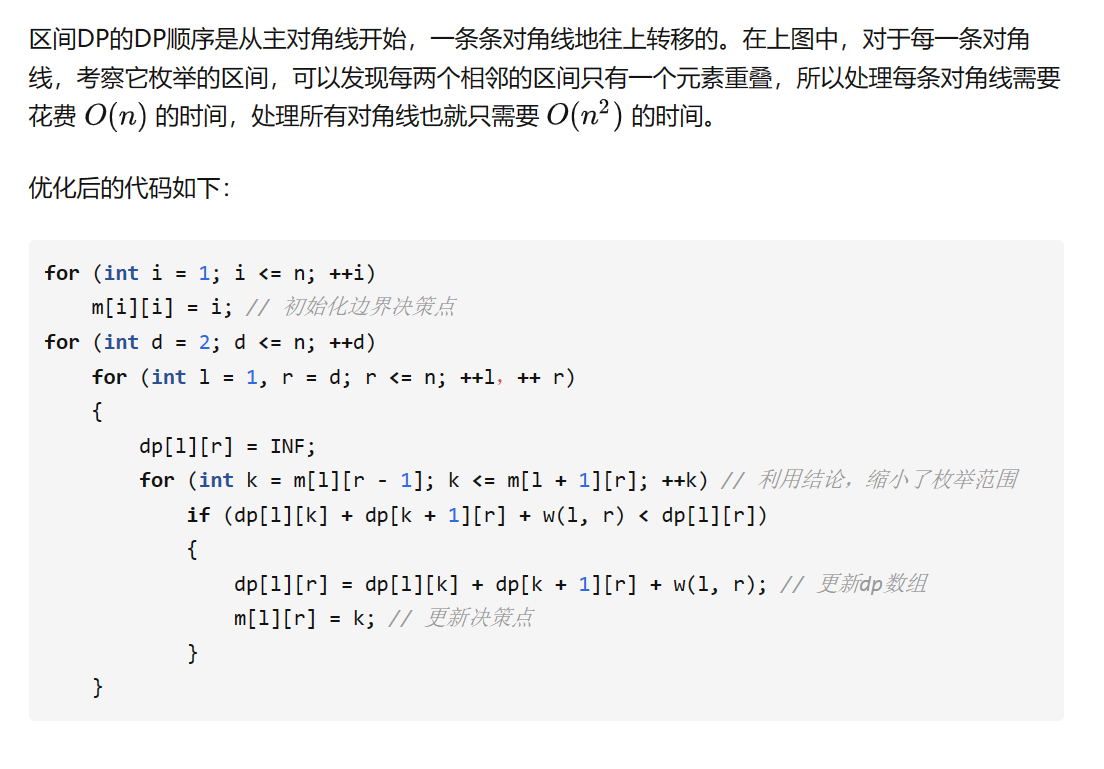 区间DP的DP顺序是从主对角线开始，一条条对角线地往上转移的。在上图中，对于每一条对角
线，考察它枚举的区间，可以发现每两个相邻的区间只有一个元素重叠，所以处理每条对角线需要
花费 O(n) 的时间，处理所有对角线也就只需要 O(n²) 的时间。
优化后的代码如下：
for (int i = 1; i <= n; ++i)
    m[i][i] = i; // 初始化边界决策点
for (int d = 2; d <= n; ++d)
    for (int l = 1, r = d; r <= n; ++l, ++ r)
    {
        dp[l][r] = INF;
        for (int k = m[l][r - 1]; k <= m[l + 1][r]; ++k) // 利用结论，缩小了枚举范围
            if (dp[l][k] + dp[k + 1][r] + w(l, r) < dp[l][r])
            {
                dp[l][r] = dp[l][k] + dp[k + 1][r] + w(l, r); // 更新dp数组
                m[l][r] = k; // 更新决策点
            }
    }